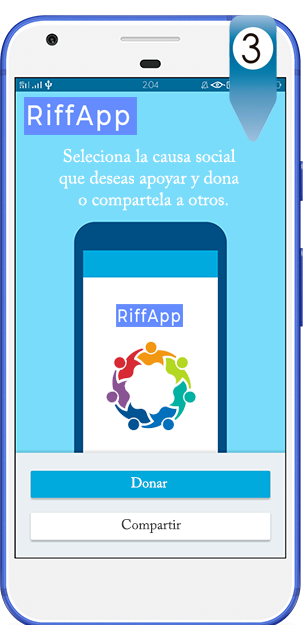 3
2:04
RiffApp
Seleciona la causa social
que deseas apoyar y dona
o compartela a otros.
RiffApp
Donar
Compartir